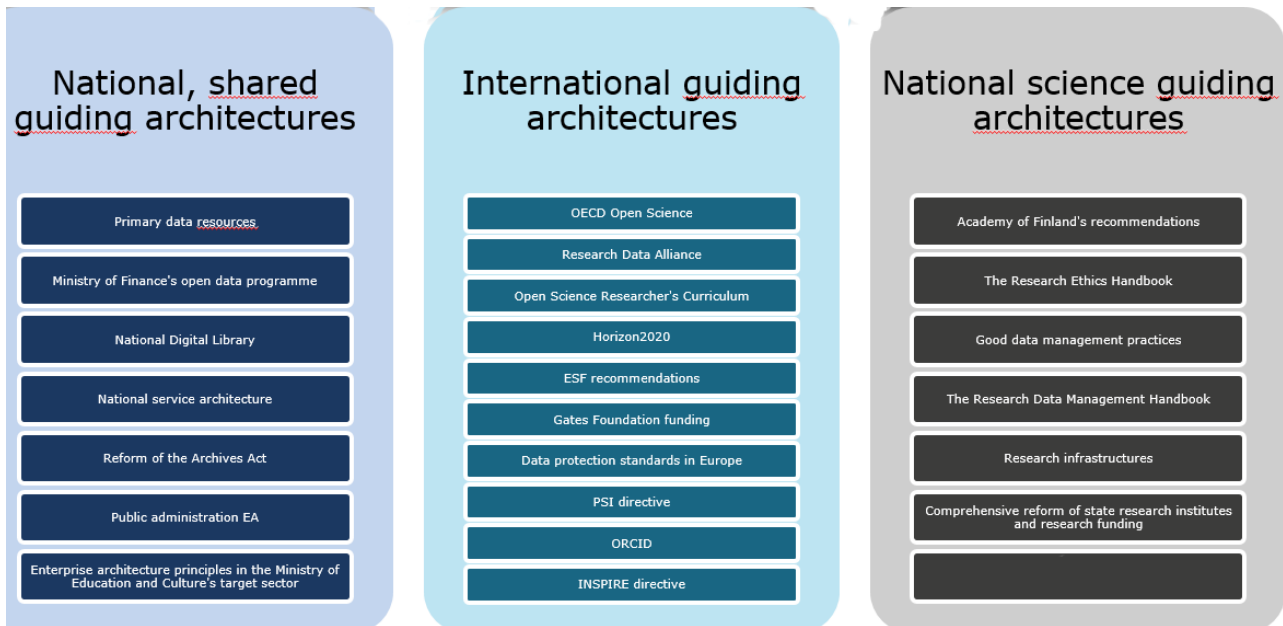 National, shared
guiding architectures
Primary data resources
Ministry of Finance's open data programme
National Digital Library
National service architecture
Reform of the Archives Act
Public administration EA
Enterprise architecture principles in the Ministry of
Education and Culture's target sector
International guiding
architectures
OECD Open Science
Research Data Alliance
Open Science Researcher's Curriculum
Horizon2020
ESF recommendations
Gates Foundation funding
Data protection standards in Europe
PSI directive
ORCID
INSPIRE directive
National science guiding
architectures
Academy of Finland's recommendations
The Research Ethics Handbook
Good data management practices
The Research Data Management Handbook
Research infrastructures
Comprehensive reform of state research institutes
and research funding